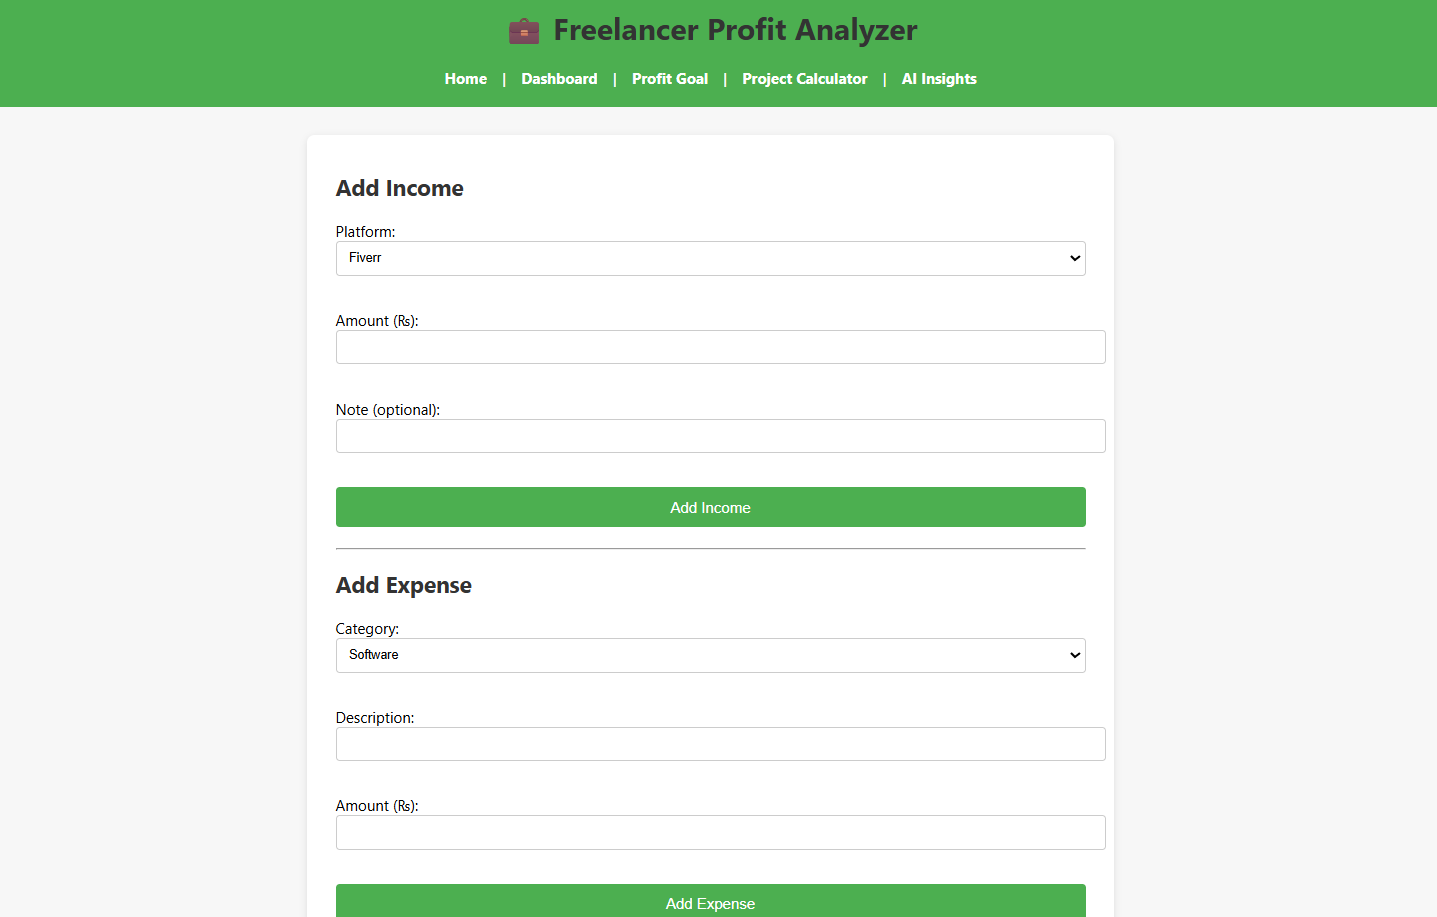 💼 Freelancer Profit Analyzer
Home | Dashboard | Profit Goal | Project Calculator | AI Insights
Add Income
Platform:
Fiverr
Amount (₨):
Note (optional):
Add Income
Add Expense
Category:
Software
Description:
Amount (₨):
Add Expense